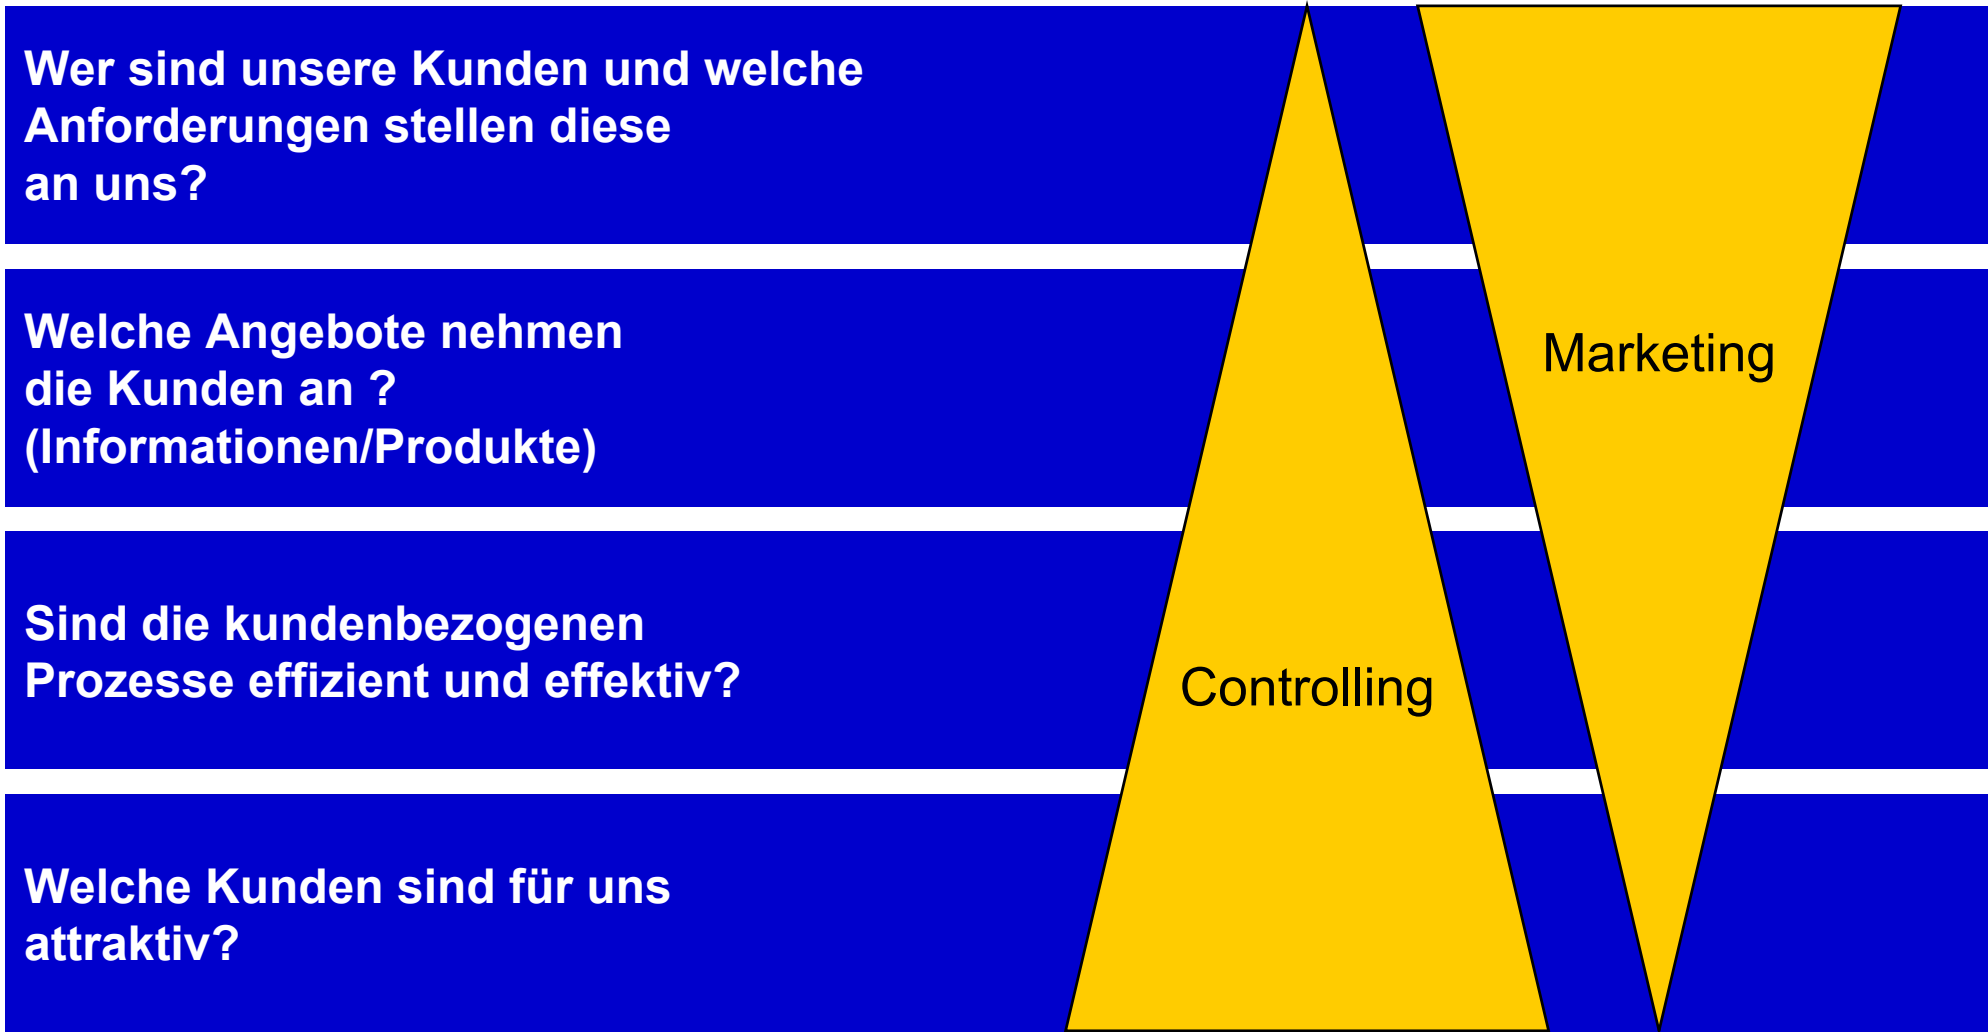 Wer sind unsere Kunden und welche
Anforderungen stellen diese
an uns?
Welche Angebote nehmen
die Kunden an ?
(Informationen/Produkte)
Marketing
Sind die kundenbezogenen
Prozesse effizient und effektiv?
Controlling
Welche Kunden sind für uns
attraktiv?